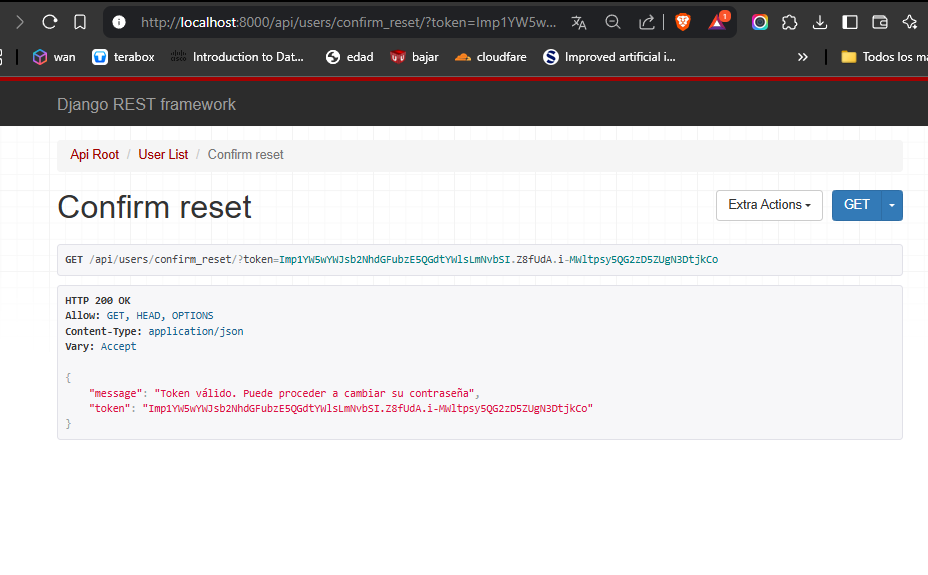 http://localhost:8000/api/users/confirm_reset/?token=Imp1YW5w...
1
wan
terabox
Introduction to Dat...
edad
bajar
cloudfare
Improved artificial i...
»
Todos los ma
Django REST framework
Api Root / User List / Confirm reset
Confirm reset
Extra Actions
GET
GET /api/users/confirm_reset/?token=Imp1YW5wYWJsb2NhdGFubzE5QGdtYWlsLmNvbSI.Z8fUdA.i-MWltpsy5QG2zD5ZUgN3DtjkCo
HTTP 200 OK
Allow: GET, HEAD, OPTIONS
Content-Type: application/json
Vary: Accept
{
"message": "Token válido. Puede proceder a cambiar su contraseña",
"token": "Imp1YW5wYWJsb2NhdGFubzE5QGdtYWlsLmNvbSI.Z8fUdA.i-MWltpsy5QG2zD5ZUgN3DtjkCo"
}